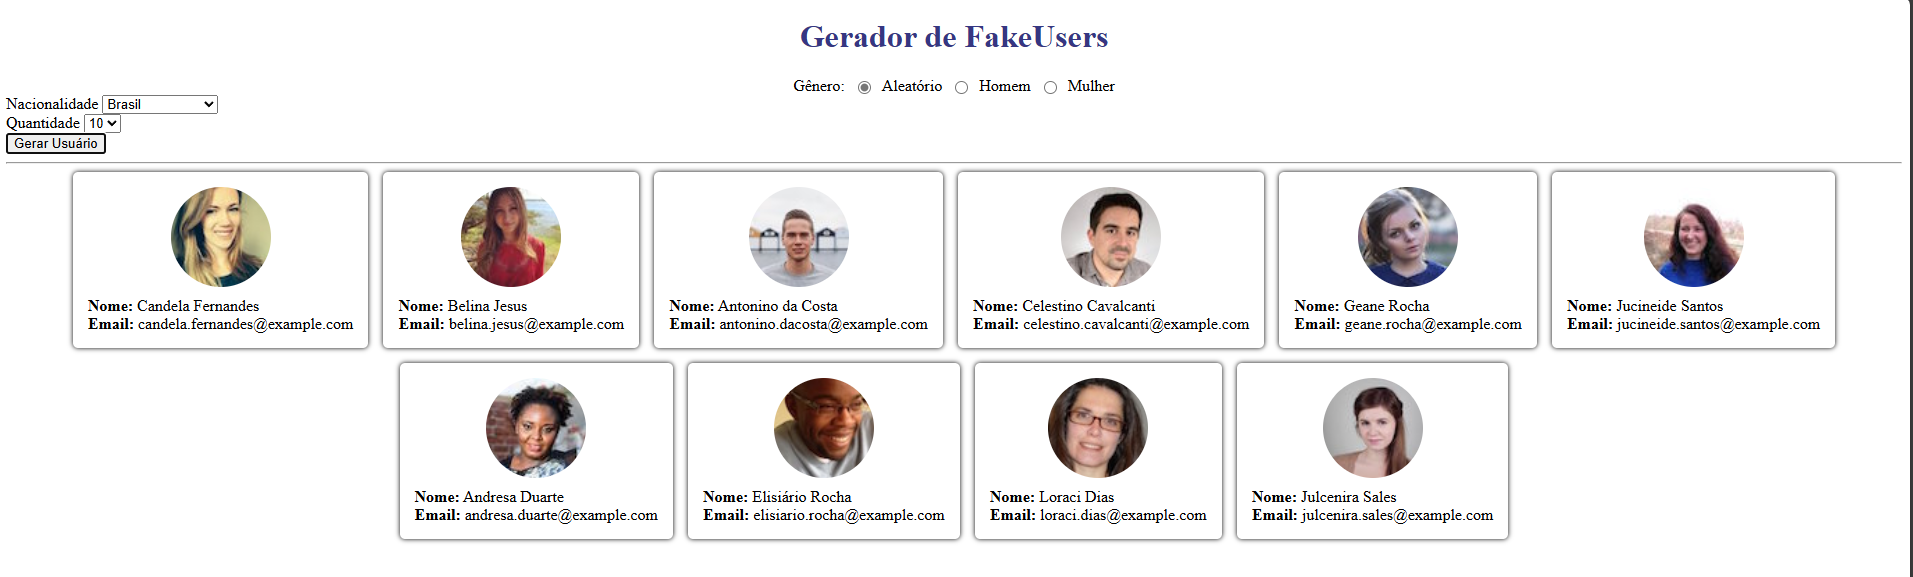 Gerador de FakeUsers
Gênero: Aleatório Homem Mulher
Nacionalidade Brasil
Quantidade 10
Gerar Usuário
Nome: Candela Fernandes
Email: candela.fernandes@example.com
Nome: Belina Jesus
Email: belina.jesus@example.com
Nome: Antonino da Costa
Email: antonino.dacosta@example.com
Nome: Celestino Cavalcanti
Email: celestino.cavalcanti@example.com
Nome: Geane Rocha
Email: geane.rocha@example.com
Nome: Jucineide Santos
Email: jucineide.santos@example.com
Nome: Andresa Duarte
Email: andresa.duarte@example.com
Nome: Elisiário Rocha
Email: elisiario.rocha@example.com
Nome: Loraci Dias
Email: loraci.dias@example.com
Nome: Julcenira Sales
Email: julcenira.sales@example.com